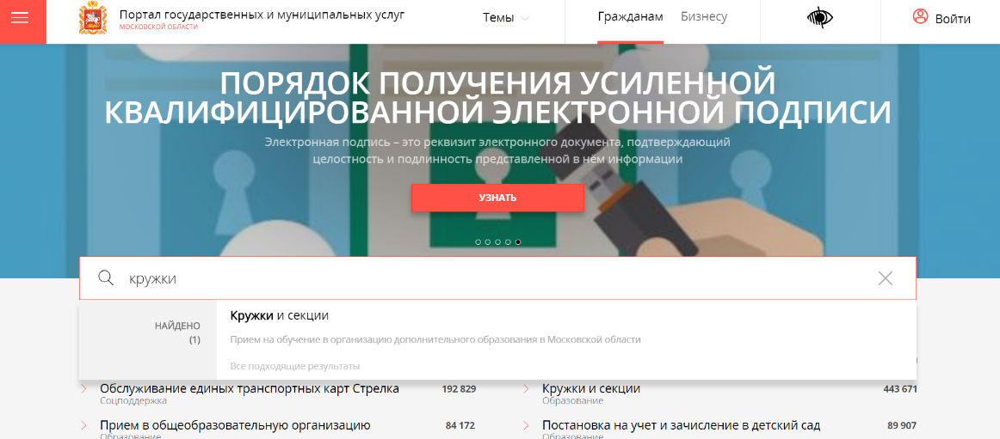 Портал государственных и муниципальных услуг
МОСКОВСКОЙ ОБЛАСТИ
Темы
Гражданам
Бизнесу
Войти
ПОРЯДОК ПОЛУЧЕНИЯ УСИЛЕННОЙ
КВАЛИФИЦИРОВАННОЙ ЭЛЕКТРОННОЙ ПОДПИСИ
Электронная подпись – это реквизит электронного документа, подтверждающий
целостность и подлинность представленной в нём информации
УЗНАТЬ
кружки
НАЙДЕНО
(1)
Кружки и секции
Прием на обучение в организацию дополнительного образования в Московской области
Все подходящие результаты
Обслуживание единых транспортных карт Стрелка 192 829
Соцподдержка
Кружки и секции 443 671
Образование
Прием в общеобразовательную организацию 84 172
Образование
Постановка на учет и зачисление в детский сад 89 907
Образование